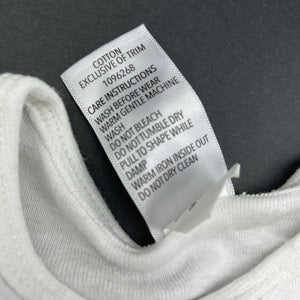 COTTON
EXCLUSIVE OF TRIM
1096268
CARE INSTRUCTIONS
WASH BEFORE WEAR
WARM GENTLE MACHINE
WASH
DO NOT BLEACH
DO NOT TUMBLE DRY
PULL TO SHAPE WHILE
DAMP
WARM IRON INSIDE OUT
DO NOT DRY CLEAN